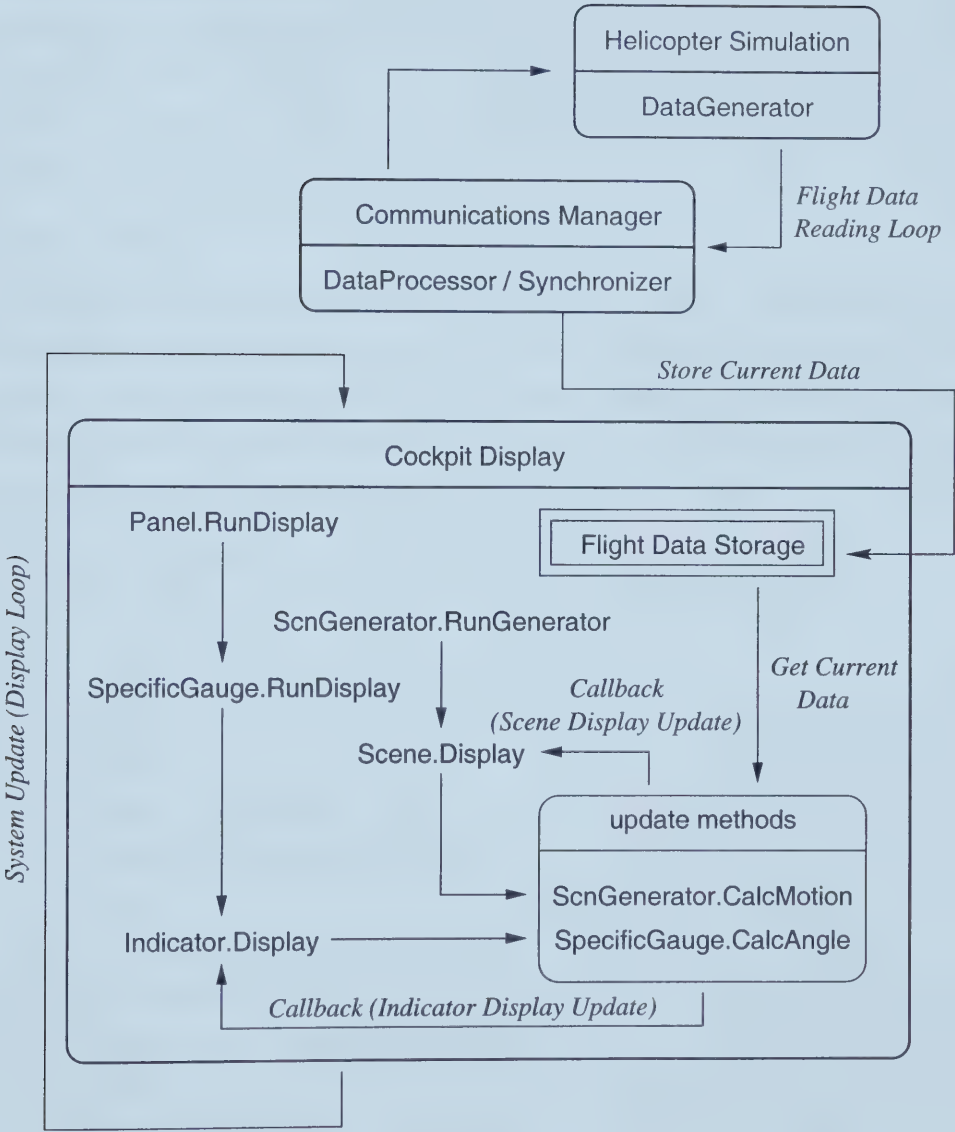 Helicopter Simulation
DataGenerator
Flight Data
Reading Loop
Communications Manager
DataProcessor / Synchronizer
Store Current Data
System Update (Display Loop)
Cockpit Display
Panel.RunDisplay
Flight Data Storage
ScnGenerator.RunGenerator
SpecificGauge.RunDisplay
Callback
(Scene Display Update)
Get Current
Data
Scene.Display
update methods
ScnGenerator.CalcMotion
SpecificGauge.CalcAngle
Indicator.Display
Callback (Indicator Display Update)